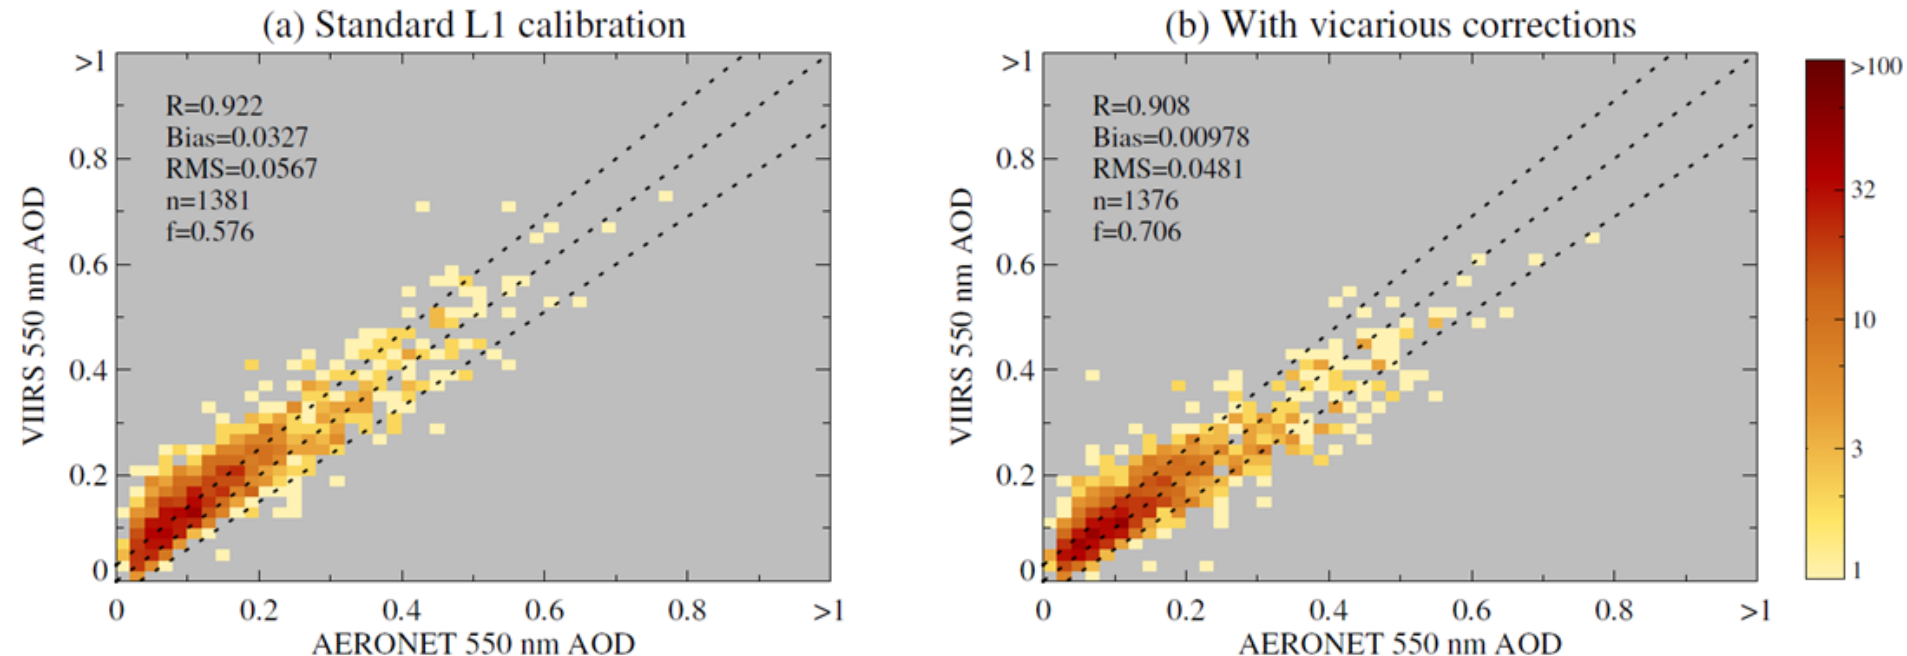 (a) Standard L1 calibration
>1
0.8
0.6
0.4
0.2
0
VIIRS 550 nm AOD
R=0.922
Bias=0.0327
RMS=0.0567
n=1381
f=0.576
0 0.2 0.4 0.6 0.8 >1
AERONET 550 nm AOD
(b) With vicarious corrections
>1
0.8
0.6
0.4
0.2
0
VIIRS 550 nm AOD
R=0.908
Bias=0.00978
RMS=0.0481
n=1376
f=0.706
0 0.2 0.4 0.6 0.8 >1
AERONET 550 nm AOD
>100
32
10
3
1